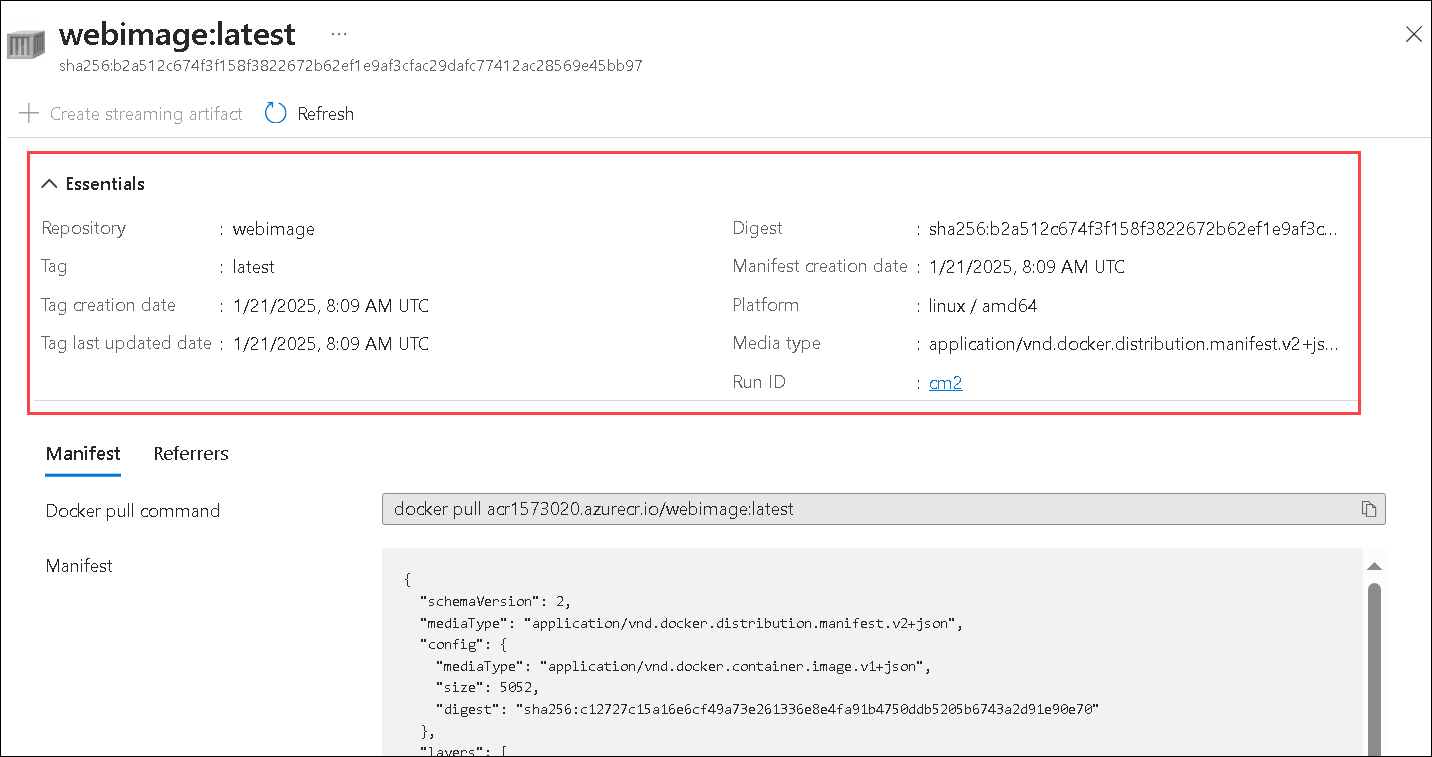 webimage:latest ...
sha256:b2a512c674f3f158f3822672b62ef1e9af3cfac29dafc77412ac28569e45bb97
Create streaming artifact Refresh
Essentials
Repository : webimage
Tag : latest
Tag creation date : 1/21/2025, 8:09 AM UTC
Tag last updated date : 1/21/2025, 8:09 AM UTC
Digest : sha256:b2a512c674f3f158f3822672b62ef1e9af3c...
Manifest creation date : 1/21/2025, 8:09 AM UTC
Platform : linux / amd64
Media type : application/vnd.docker.distribution.manifest.v2+js...
Run ID : cm2
Manifest Referrers
Docker pull command docker pull acr1573020.azurecr.io/webimage:latest
Manifest
{
"schemaVersion": 2,
"mediaType": "application/vnd.docker.distribution.manifest.v2+json",
"config": {
"mediaType": "application/vnd.docker.container.image.v1+json",
"size": 5052,
"digest": "sha256:c12727c15a16e6cf49a73e261336e8e4fa91b4750ddb5205b6743a2d91e90e70"
},
"layers": [